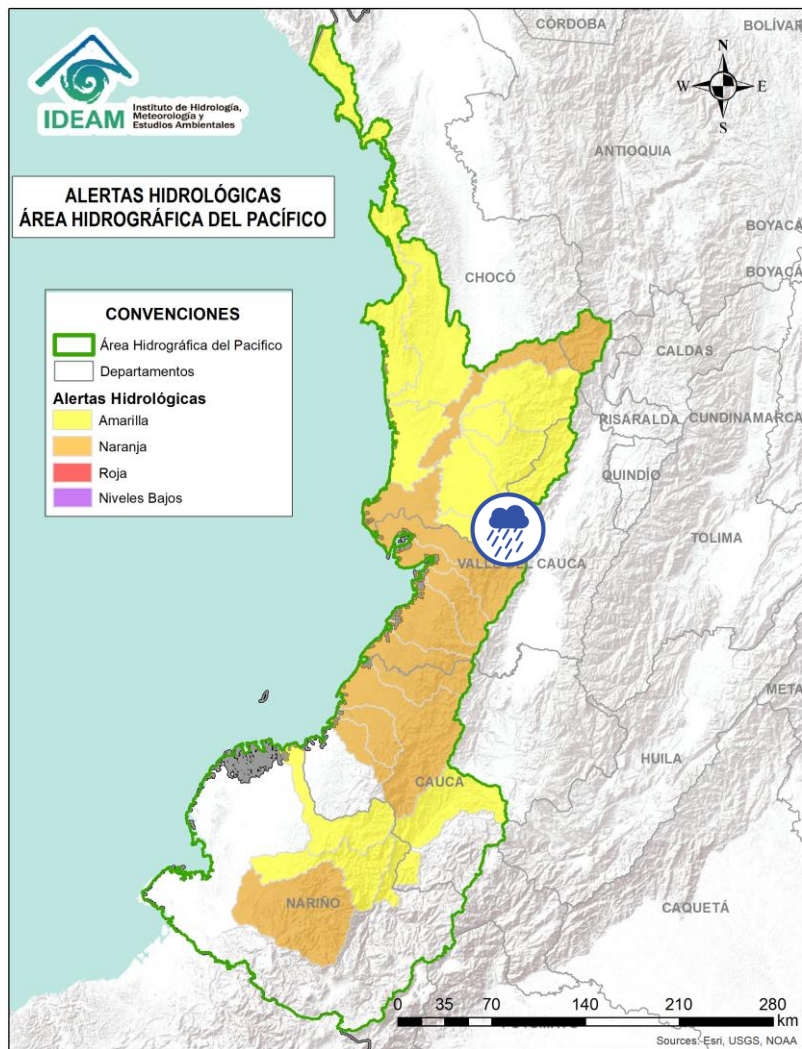 IDEAM
Instituto de Hidrología,
Meteorología y
Estudios Ambientales
ALERTAS HIDROLÓGICAS
ÁREA HIDROGRÁFICA DEL PACÍFICO
CONVENCIONES
Área Hidrográfica del Pacifico
Departamentos
Alertas Hidrológicas
Amarilla
Naranja
Roja
Niveles Bajos
N
W
E
S
CÓRDOBA
BOLÍVAR
ANTIOQUIA
BOYACÁ
BOYACÁ
CHOCÓ
CALDAS
RISARALDA
CUNDINAMARCA
QUINDÍO
TOLIMA
VALLE DEL CAUCA
META
HUILA
CAUCA
NARIÑO
CAQUETÁ
0 35 70 140 210 280
km
Sources: Esri, USGS, NOAA